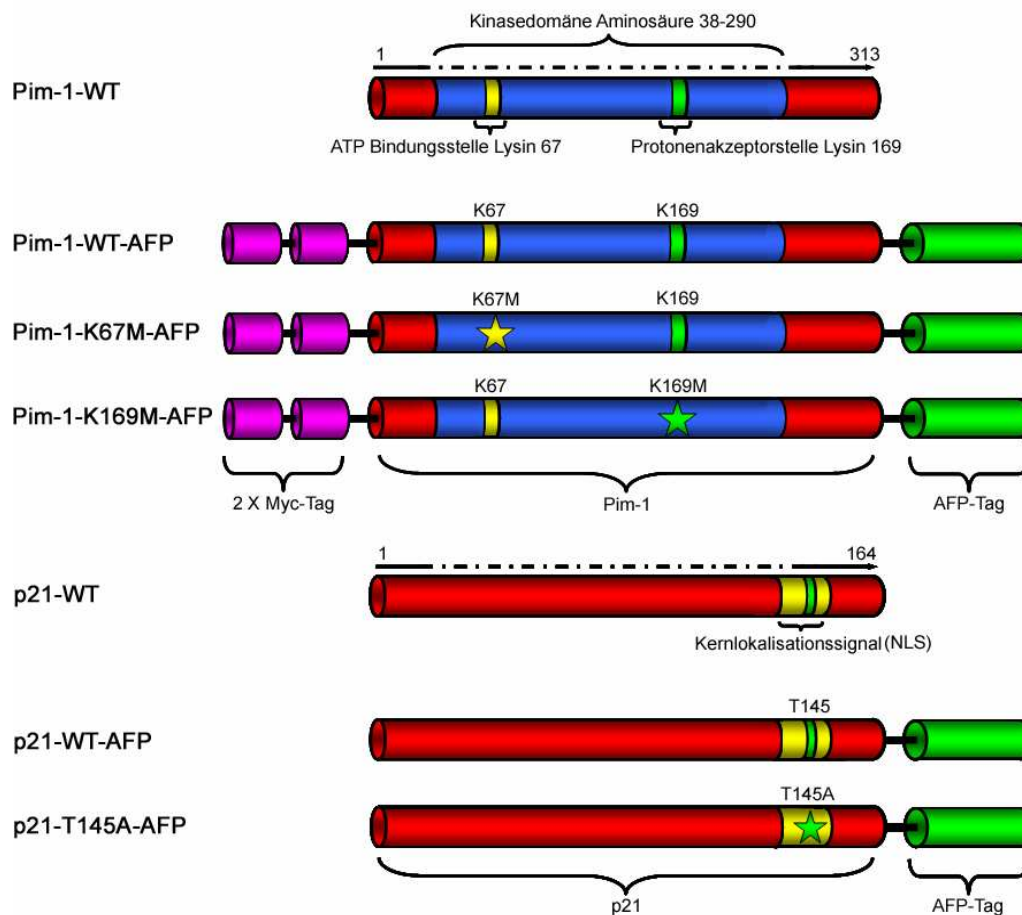 Kinasedomäne Aminosäure 38-290
1 313
Pim-1-WT
ATP Bindungsstelle Lysin 67 Protonenakzeptorstelle Lysin 169
K67 K169
Pim-1-WT-AFP
K67M K169
Pim-1-K67M-AFP
K67 K169M
Pim-1-K169M-AFP
2 X Myc-Tag Pim-1 AFP-Tag
1 164
p21-WT
Kernlokalisationssignal (NLS)
T145
p21-WT-AFP
T145A
p21-T145A-AFP
p21 AFP-Tag